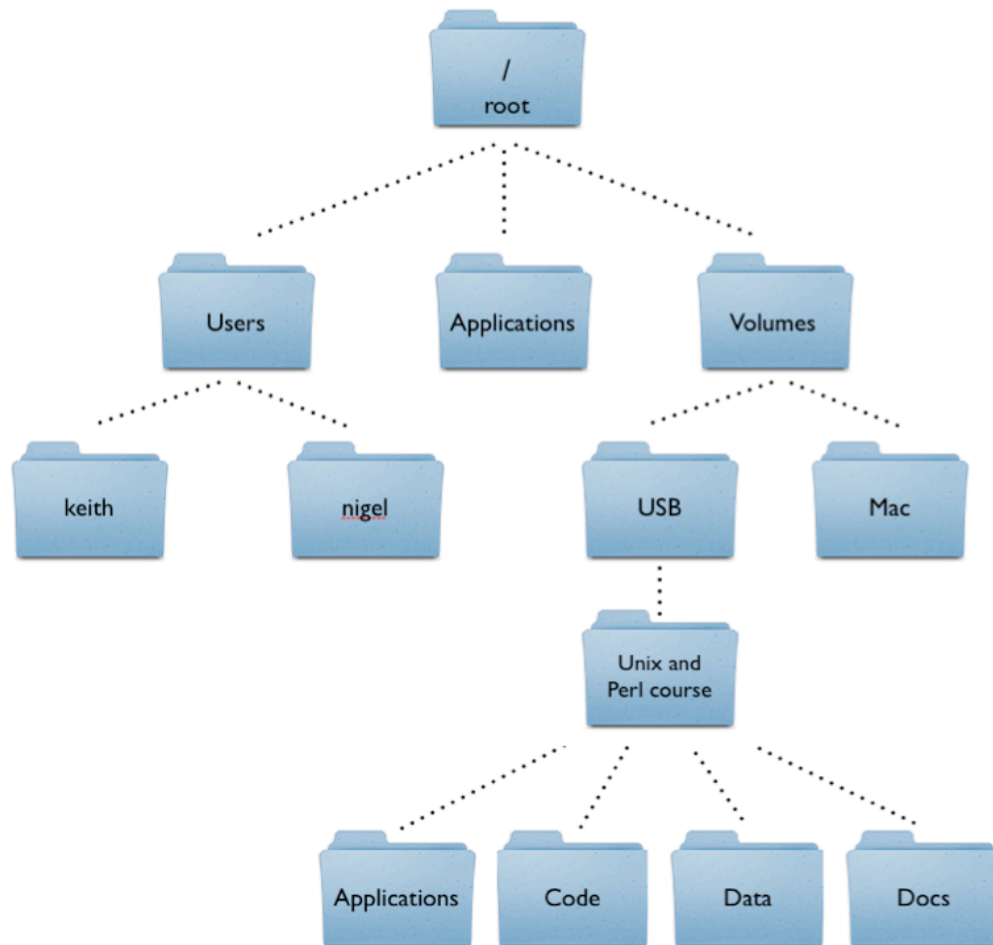 /
root
Users
Applications
Volumes
keith
nigel
USB
Mac
Unix and
Perl course
Applications
Code
Data
Docs